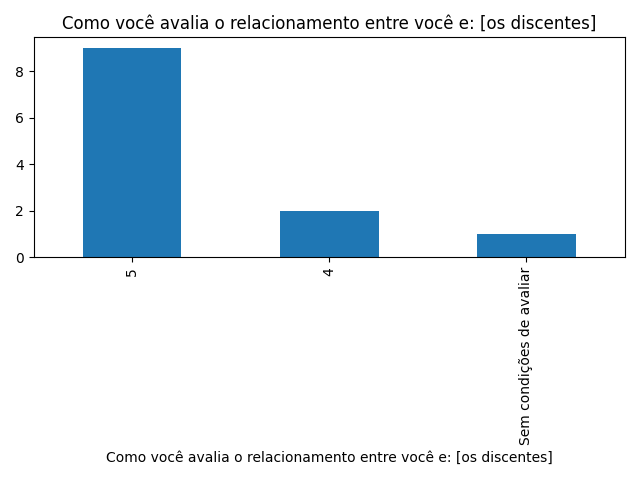 Como você avalia o relacionamento entre você e: [os discentes]
8
6
4
2
0
5
4
Sem condições de avaliar
Como você avalia o relacionamento entre você e: [os discentes]